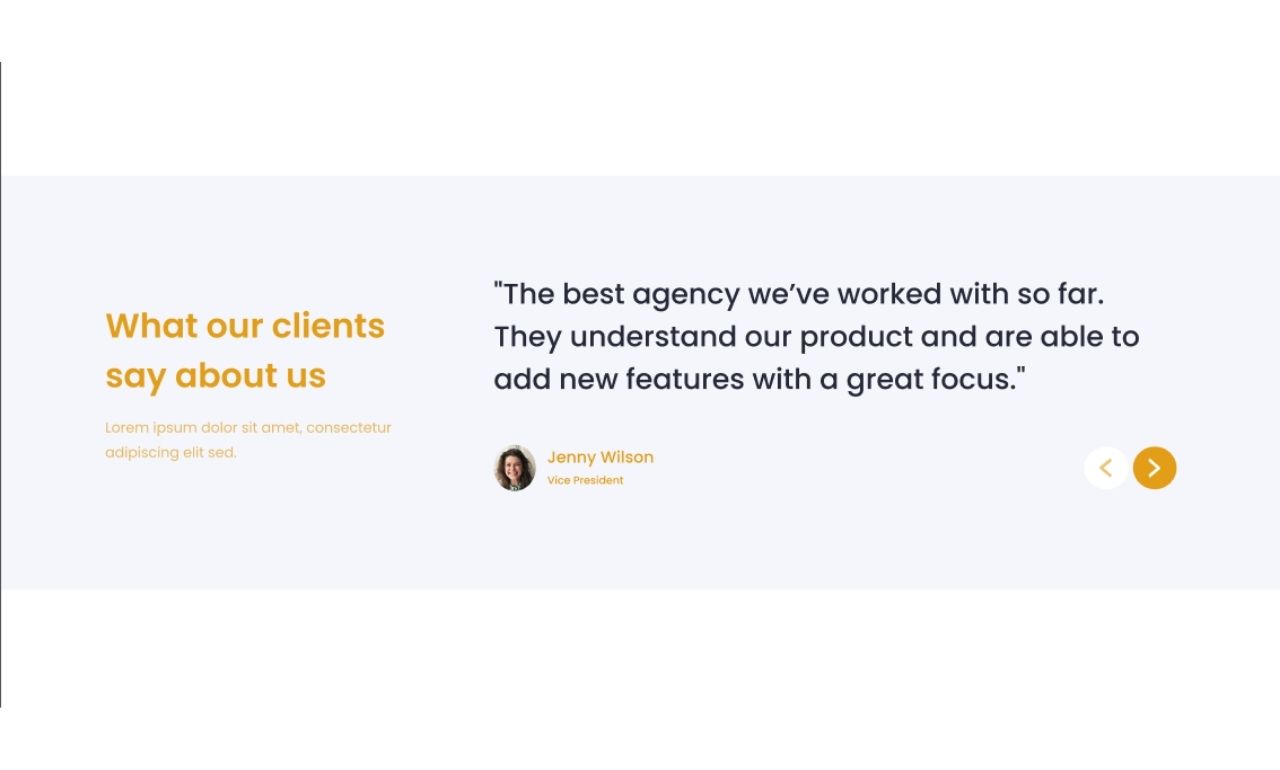 What our clients
say about us
Lorem ipsum dolor sit amet, consectetur
adipiscing elit sed.
"The best agency we’ve worked with so far.
They understand our product and are able to
add new features with a great focus."
Jenny Wilson
Vice President